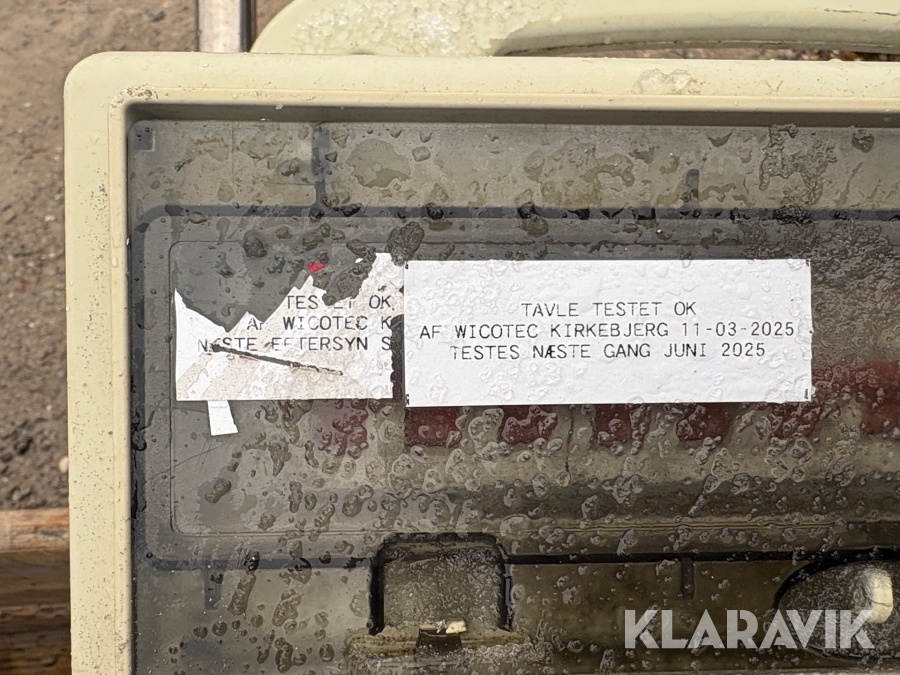 TESTET OK
AF WICOTEC K
NÆSTE EFTERSYN S
TAVLE TESTET OK
AF WICOTEC KIRKEBJERG 11-03-2025
TESTES NÆSTE GANG JUNI 2025
KLARAVIK